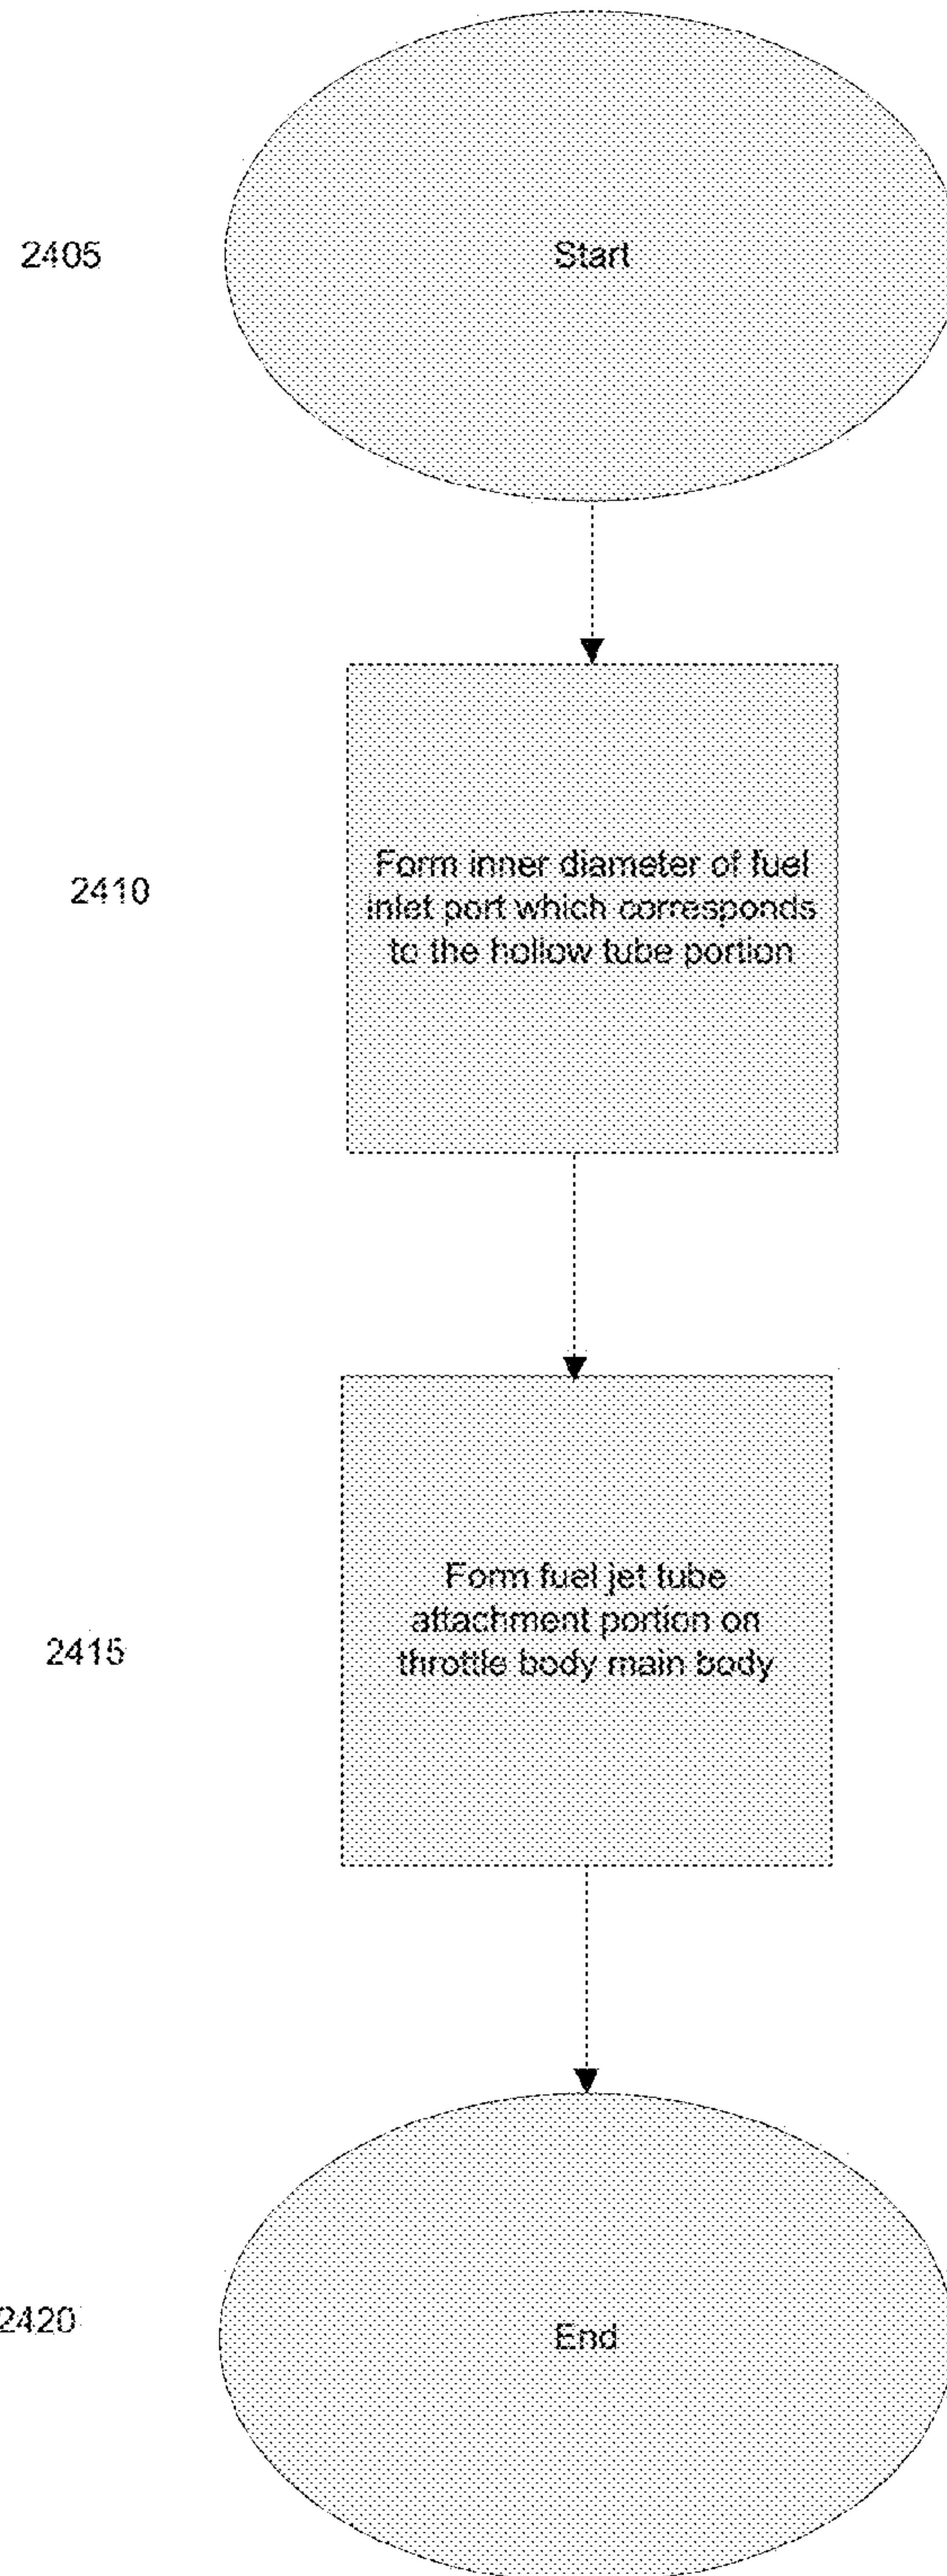 2405
Start
2410
Form inner diameter of fuel
inlet port which corresponds
to the hollow tube portion
2415
Form fuel jet tube
attachment portion on
throttle body main body
2420
End